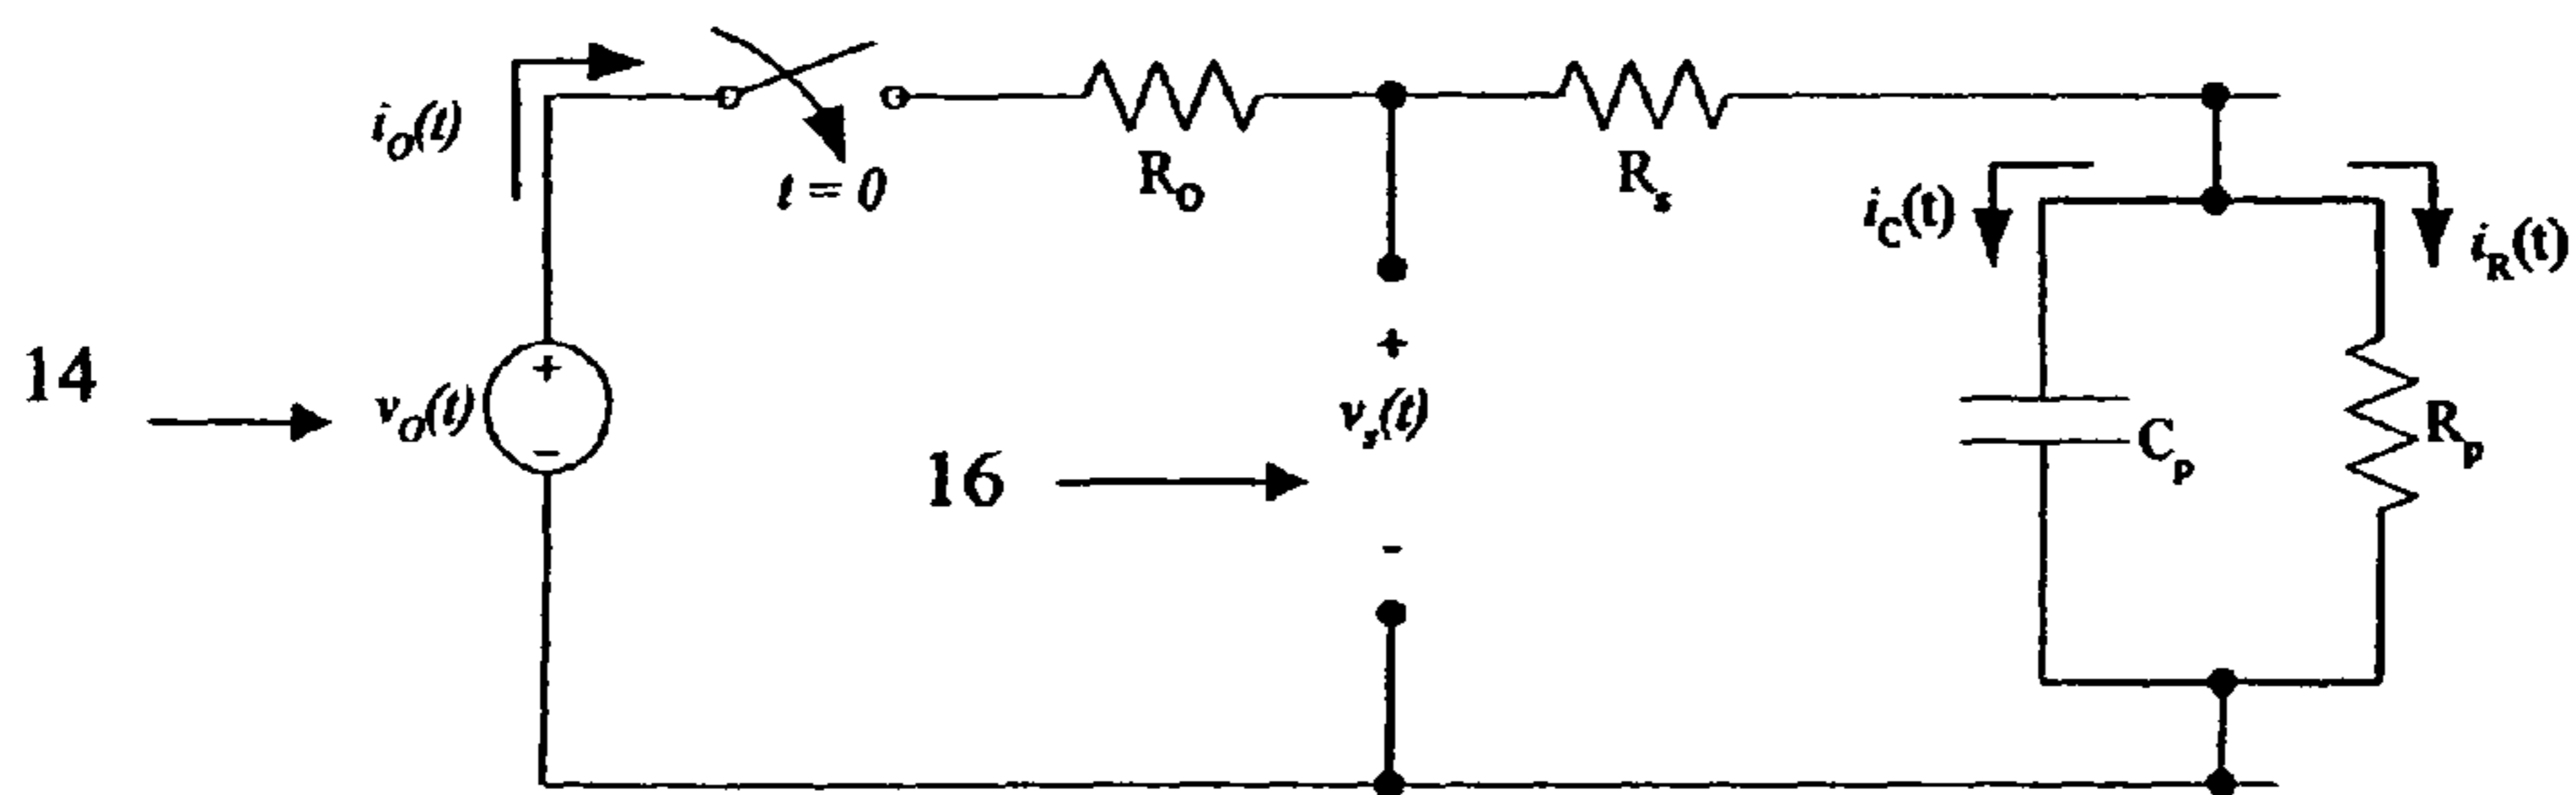 i_O(t)
t = 0
R_O
R_s
i_C(t)
i_R(t)
14
v_O(t)
+
-
16
+
v_s(t)
-
C_p
R_p